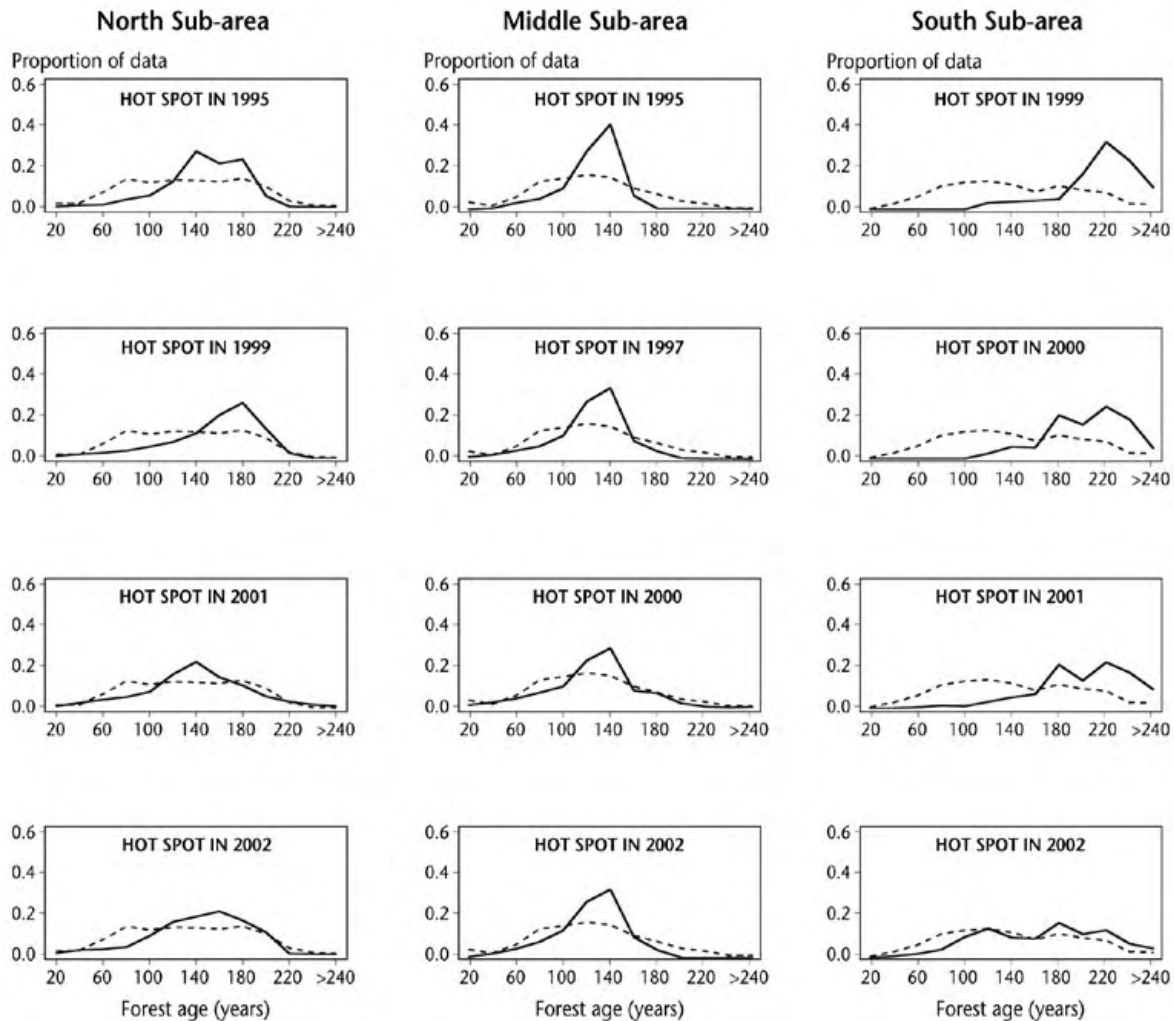 North Sub-area Middle Sub-area South Sub-area
Proportion of data Proportion of data Proportion of data
HOT SPOT IN 1995 HOT SPOT IN 1995 HOT SPOT IN 1999
0.6 0.6 0.6
0.4 0.4 0.4
0.2 0.2 0.2
0.0 0.0 0.0
20 60 100 140 180 220 >240 20 60 100 140 180 220 >240 20 60 100 140 180 220 >240
HOT SPOT IN 1999 HOT SPOT IN 1997 HOT SPOT IN 2000
0.6 0.6 0.6
0.4 0.4 0.4
0.2 0.2 0.2
0.0 0.0 0.0
20 60 100 140 180 220 >240 20 60 100 140 180 220 >240 20 60 100 140 180 220 >240
HOT SPOT IN 2001 HOT SPOT IN 2000 HOT SPOT IN 2001
0.6 0.6 0.6
0.4 0.4 0.4
0.2 0.2 0.2
0.0 0.0 0.0
20 60 100 140 180 220 >240 20 60 100 140 180 220 >240 20 60 100 140 180 220 >240
HOT SPOT IN 2002 HOT SPOT IN 2002 HOT SPOT IN 2002
0.6 0.6 0.6
0.4 0.4 0.4
0.2 0.2 0.2
0.0 0.0 0.0
20 60 100 140 180 220 >240 20 60 100 140 180 220 >240 20 60 100 140 180 220 >240
Forest age (years) Forest age (years) Forest age (years)